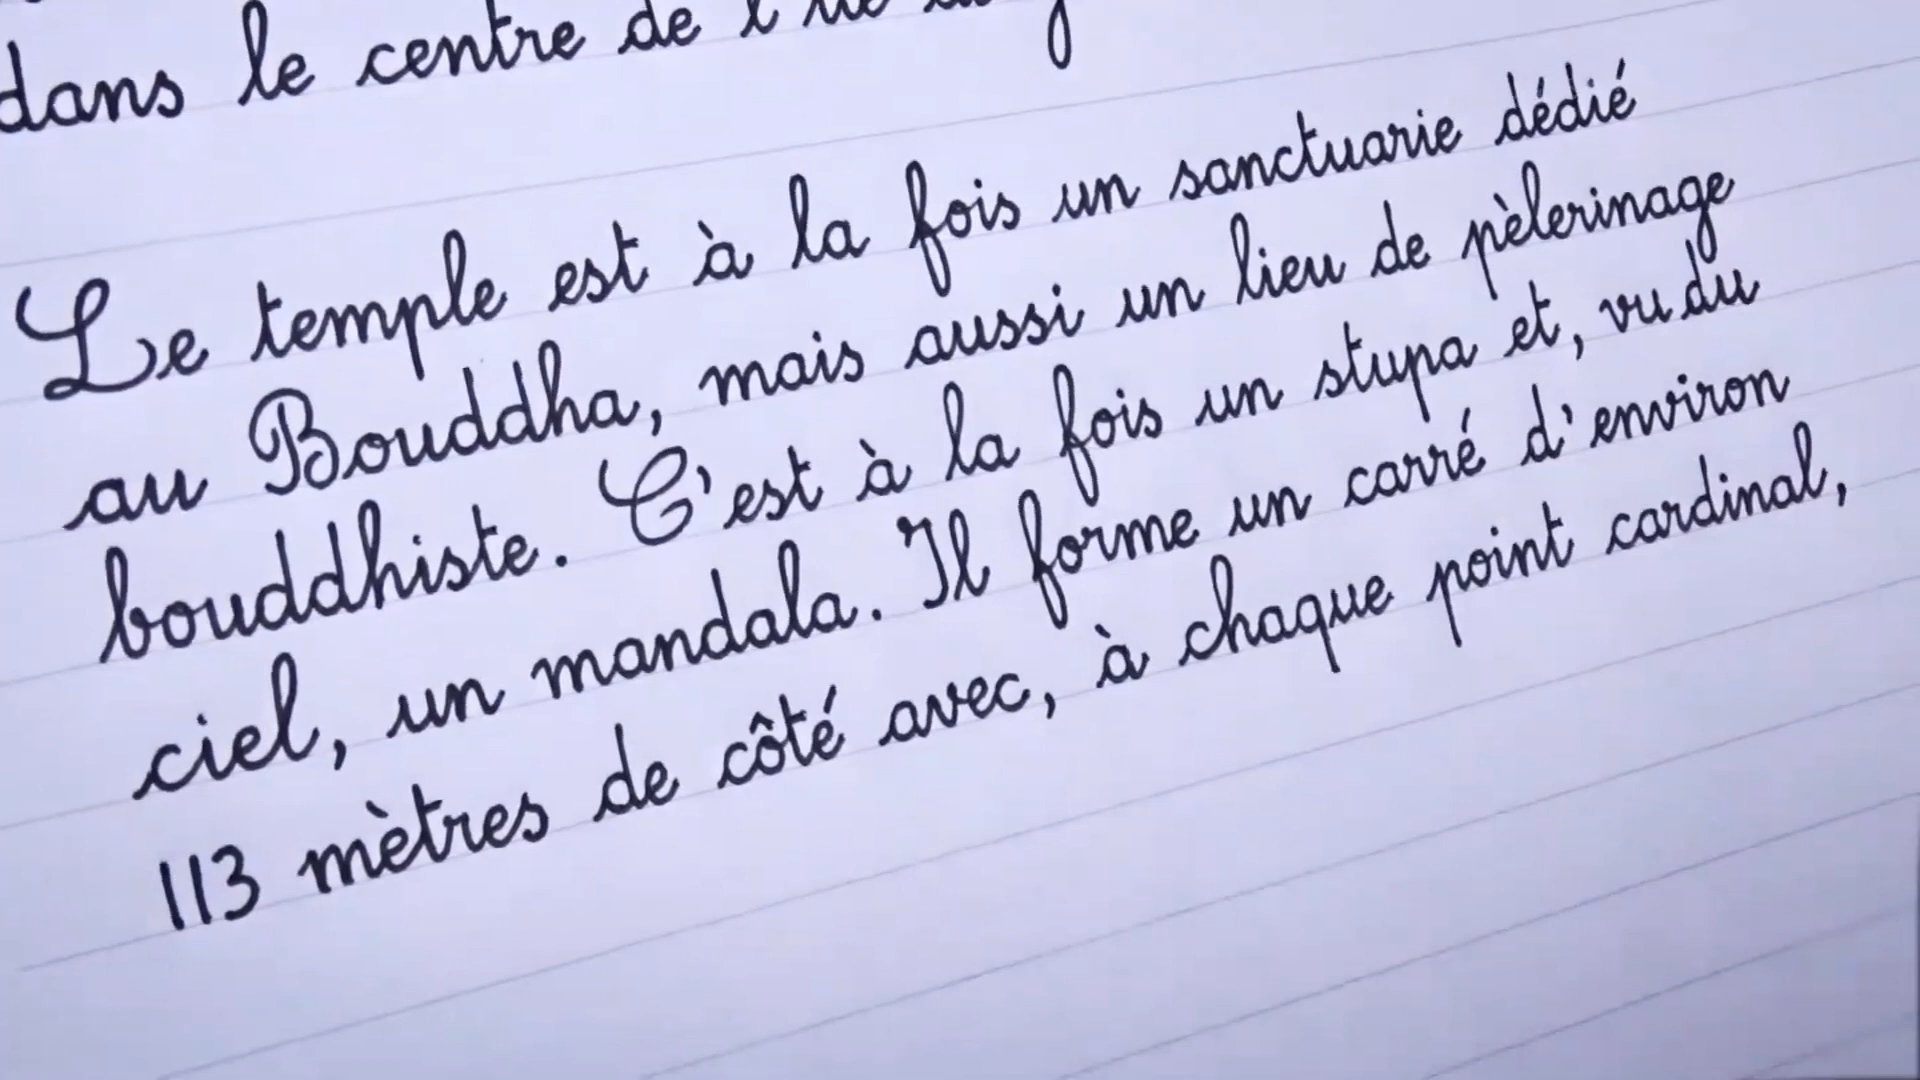 dans le centre de l'
Le temple est à la fois un sanctuarie dédié
au Bouddha, mais aussi un lieu de pèlerinage
bouddhiste. C'est à la fois un stupa et, vu du
ciel, un mandala. Il forme un carré d'environ
113 mètres de côté avec, à chaque point cardinal,